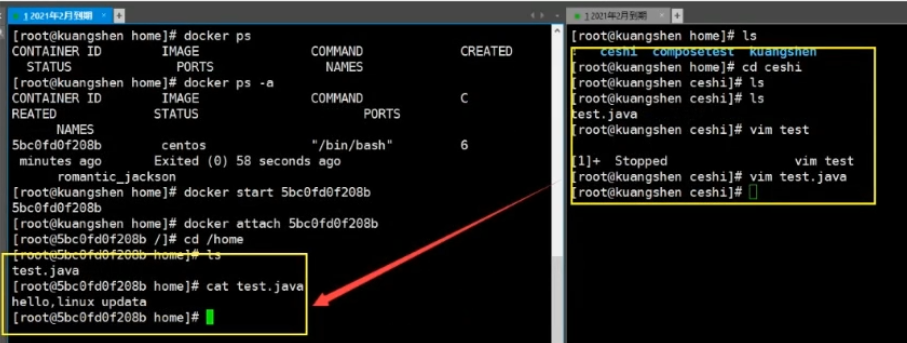 1 2021年2月到期
[root@kuangshen home]# docker ps
CONTAINER ID IMAGE COMMAND CREATED
STATUS PORTS NAMES
[root@kuangshen home]# docker ps -a
CONTAINER ID IMAGE COMMAND C
REATED STATUS PORTS
NAMES
5bc0fd0f208b centos "/bin/bash" 6
minutes ago Exited (0) 58 seconds ago
romantic_jackson
[root@kuangshen home]# docker start 5bc0fd0f208b
5bc0fd0f208b
[root@kuangshen home]# docker attach 5bc0fd0f208b
[root@5bc0fd0f208b /]# cd /home
[root@5bc0fd0f208b home]# ls
test.java
[root@5bc0fd0f208b home]# cat test.java
hello,linux updata
[root@5bc0fd0f208b home]#
1 2021年2月到期
[root@kuangshen home]# ls
ceshi composetest kuangshen
[root@kuangshen home]# cd ceshi
[root@kuangshen ceshi]# ls
[root@kuangshen ceshi]# ls
test.java
[root@kuangshen ceshi]# vim test
[1]+ Stopped vim test
[root@kuangshen ceshi]# vim test.java
[root@kuangshen ceshi]#